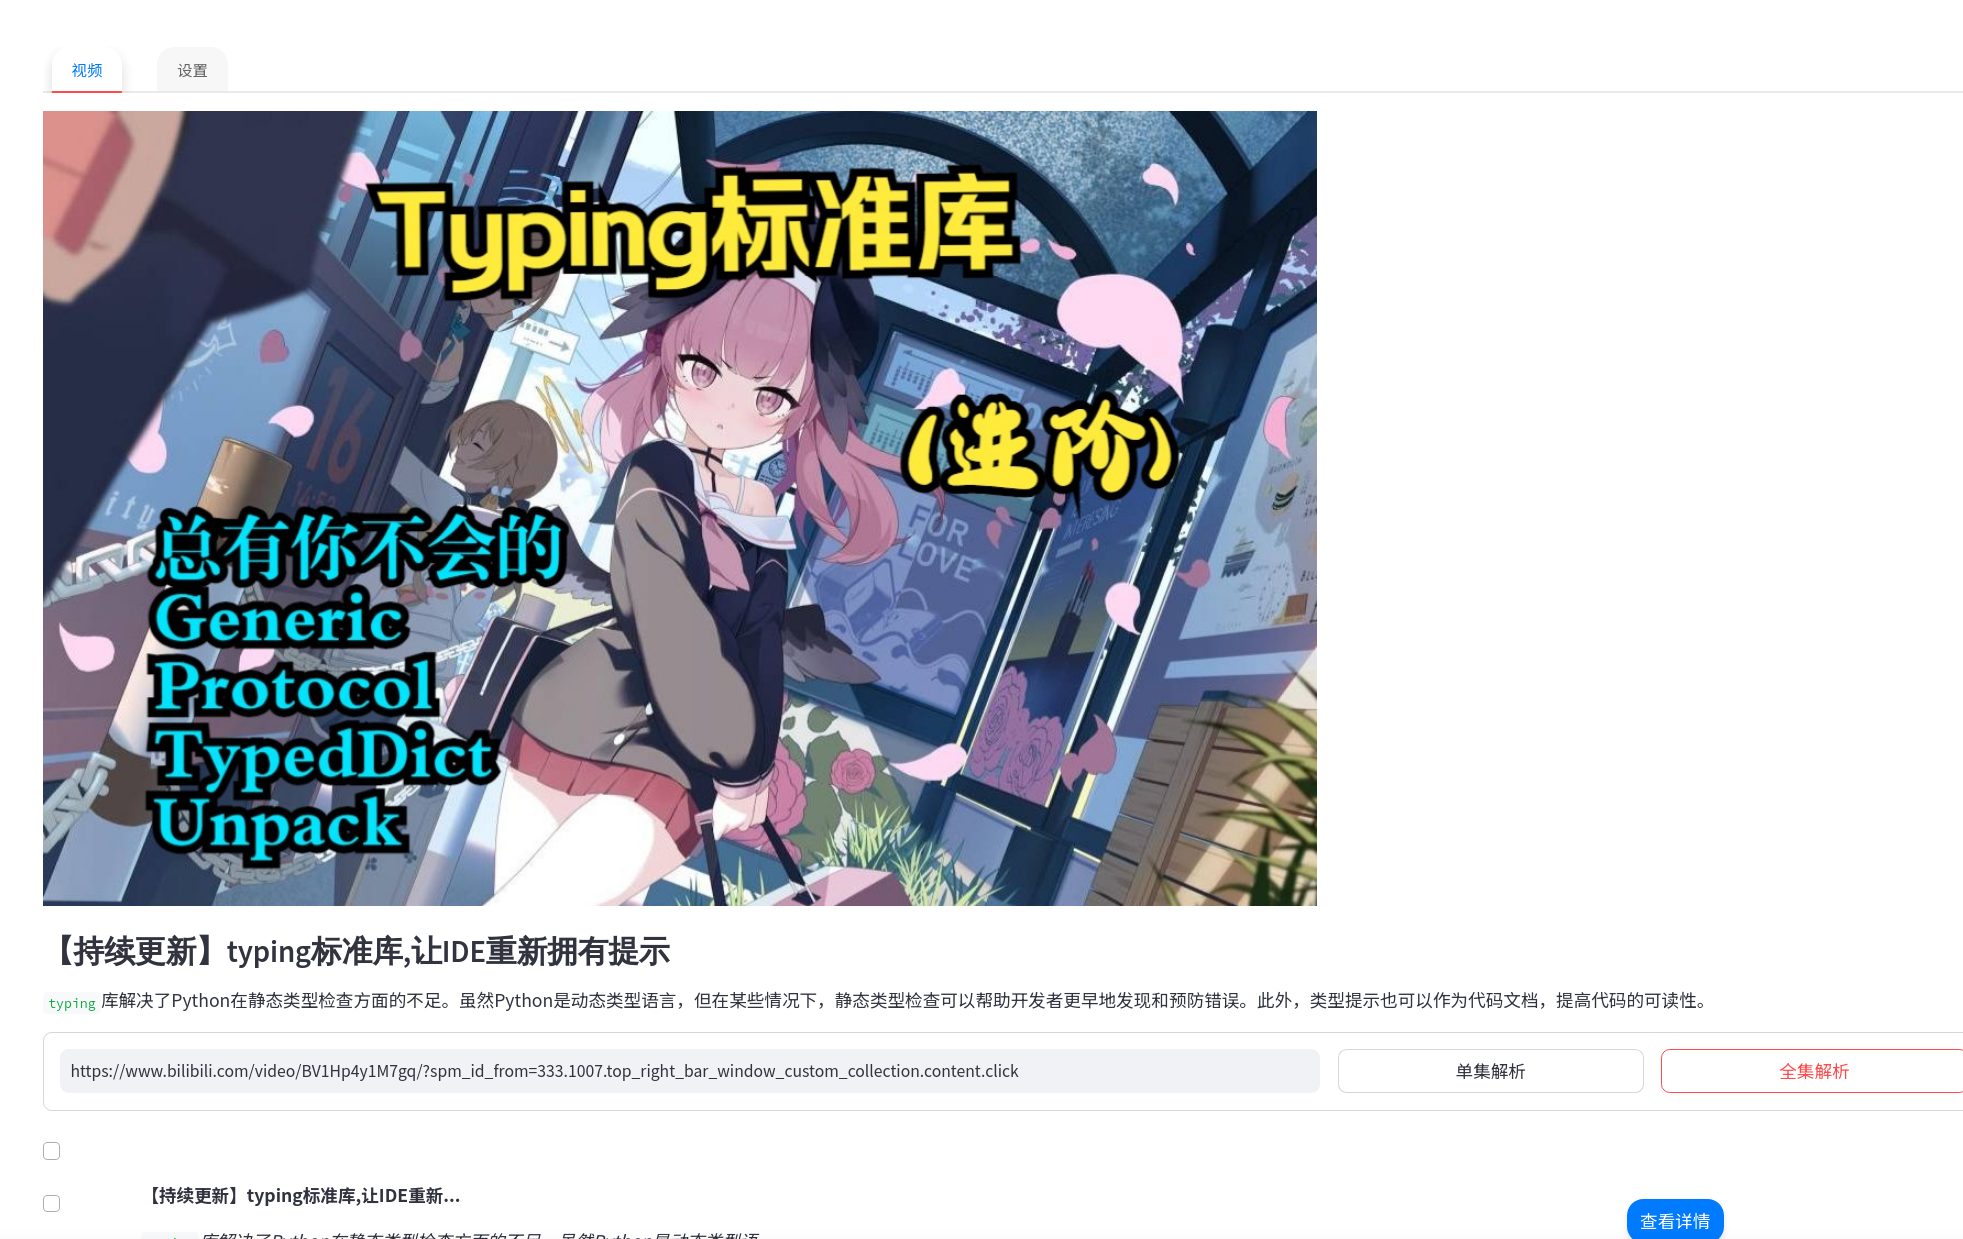 视频
设置
Typing标准库
(进阶)
16
14:59
FOR
LOVE
总有你不会的
Generic
Protocol
TypedDict
Unpack
【持续更新】typing标准库,让IDE重新拥有提示
typing 库解决了Python在静态类型检查方面的不足。虽然Python是动态类型语言，但在某些情况下，静态类型检查可以帮助开发者更早地发现和预防错误。此外，类型提示也可以作为代码文档，提高代码的可读性。
https://www.bilibili.com/video/BV1Hp4y1M7gq/?spm_id_from=333.1007.top_right_bar_window_custom_collection.content.click
单集解析
全集解析
【持续更新】typing标准库,让IDE重新...
查看详情